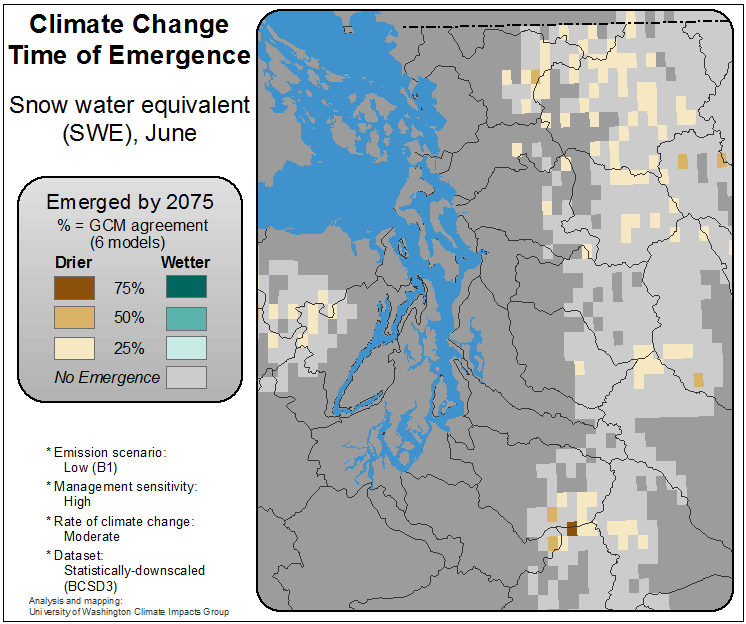 Climate Change
Time of Emergence
Snow water equivalent
(SWE), June
Emerged by 2075
% = GCM agreement
(6 models)
Drier Wetter
75%
50%
25%
No Emergence
* Emission scenario:
Low (B1)
* Management sensitivity:
High
* Rate of climate change:
Moderate
* Dataset:
Statistically-downscaled
(BCSD3)
Analysis and mapping:
University of Washington Climate Impacts Group